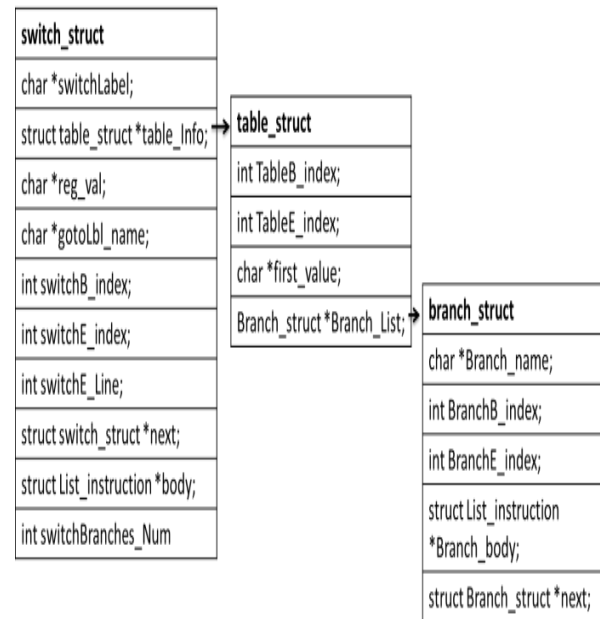 switch_struct
char *switchLabel;
struct table_struct *table_Info;
char *reg_val;
char *gotoLbl_name;
int switchB_index;
int switchE_index;
int switchE_Line;
struct switch_struct *next;
struct List_instruction *body;
int switchBranches_Num
table_struct
int TableB_index;
int TableE_index;
char *first_value;
Branch_struct *Branch_List;
branch_struct
char *Branch_name;
int BranchB_index;
int BranchE_index;
struct List_instruction
*Branch_body;
struct Branch_struct *next;